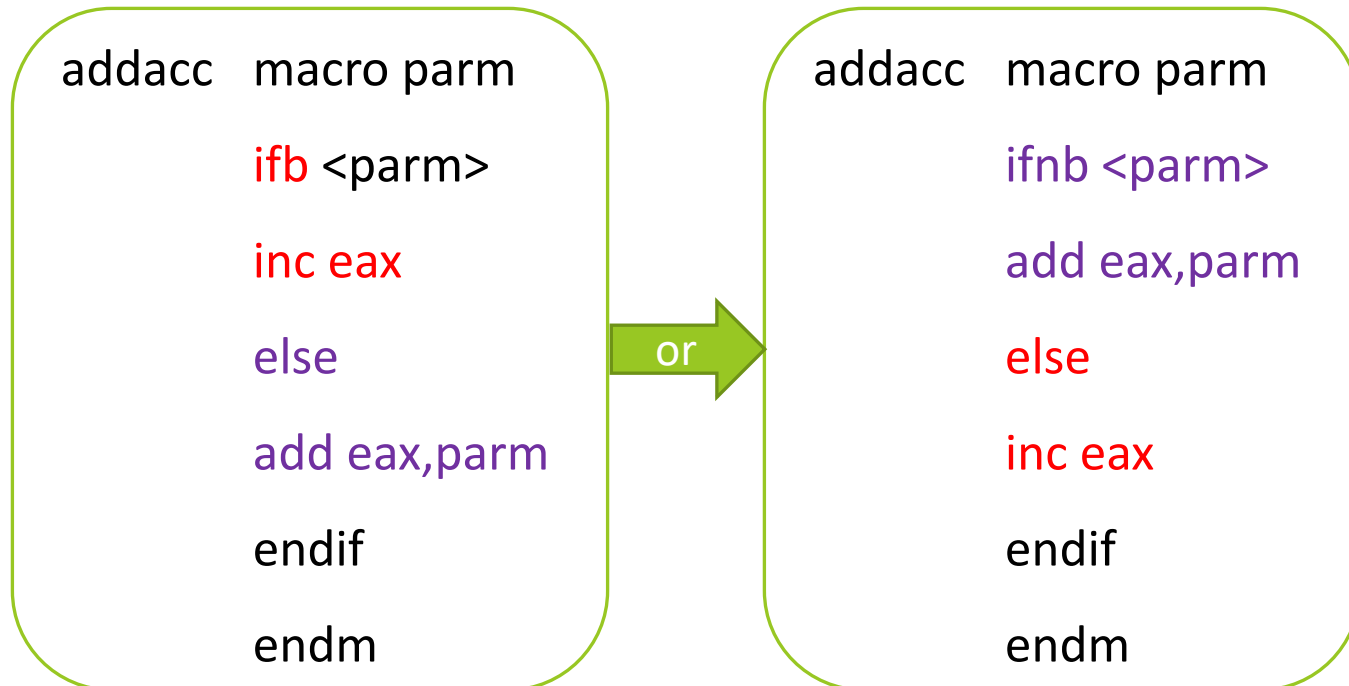 addacc macro parm
ifb <parm>
inc eax
else
add eax,parm
endif
endm
or
addacc macro parm
ifnb <parm>
add eax,parm
else
inc eax
endif
endm